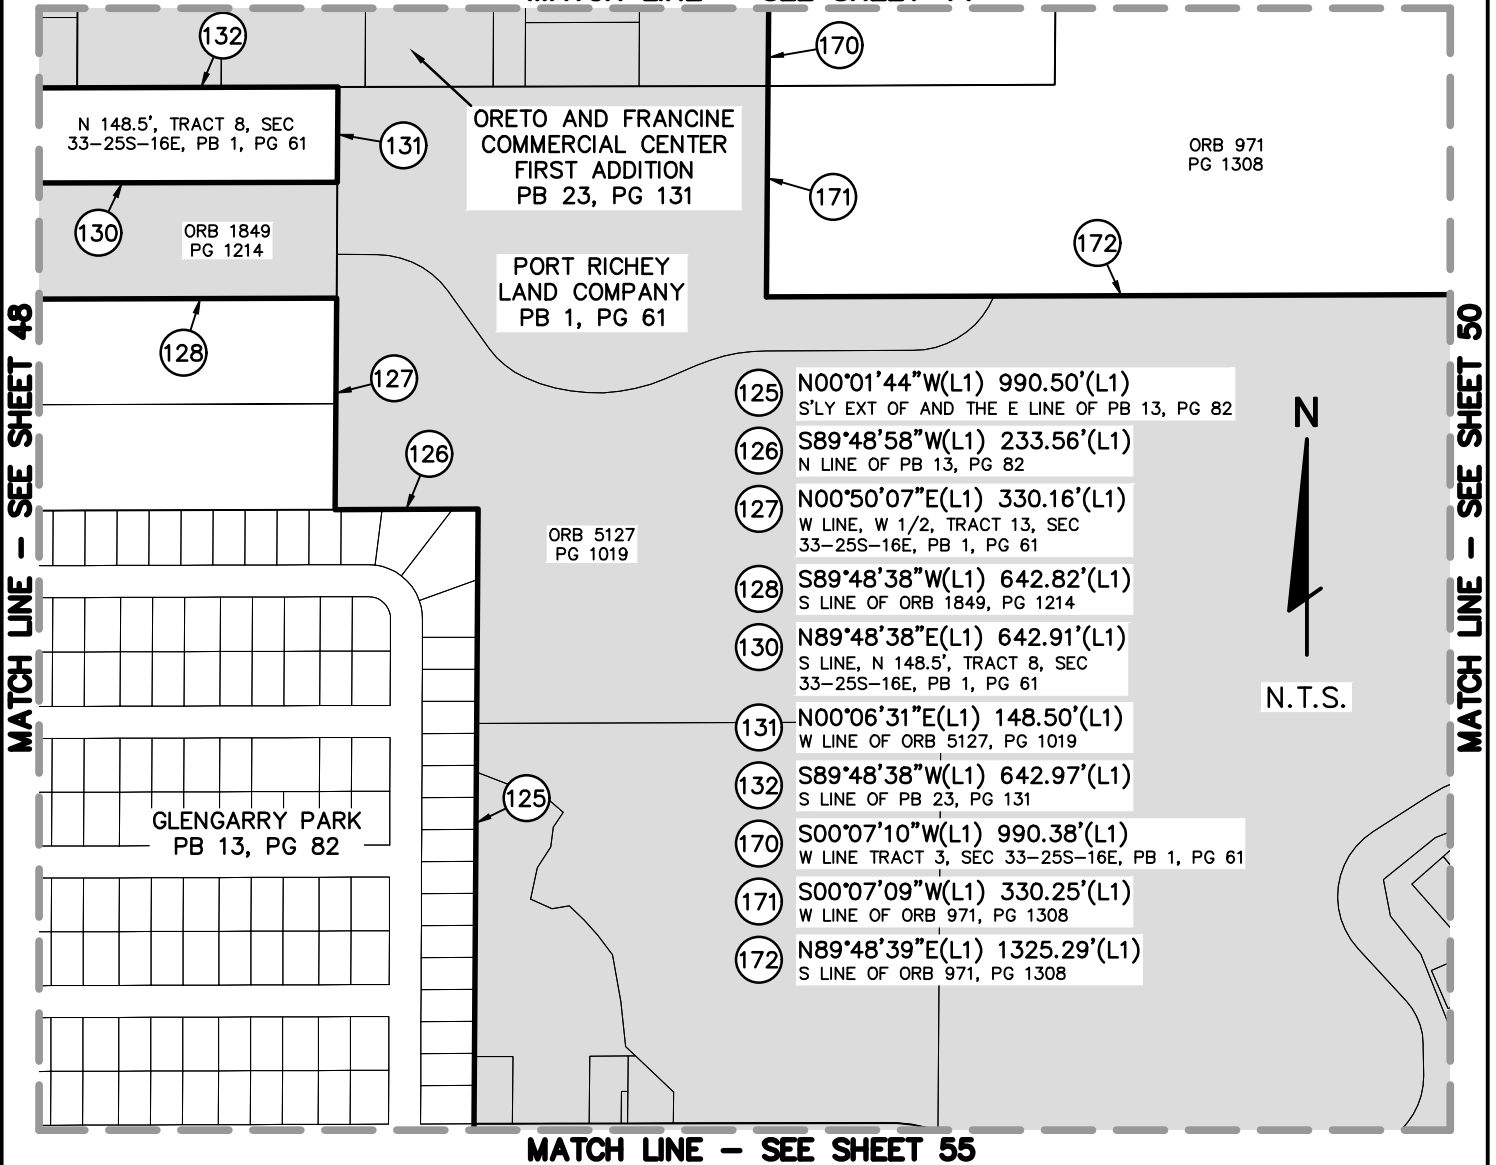 132
170
N 148.5', TRACT 8, SEC
33-25S-16E, PB 1, PG 61
131
ORETO AND FRANCINE
COMMERCIAL CENTER
FIRST ADDITION
PB 23, PG 131
ORB 971
PG 1308
171
130
ORB 1849
PG 1214
172
PORT RICHEY
LAND COMPANY
PB 1, PG 61
128
127
126
ORB 5127
PG 1019
125 N00°01'44"W(L1) 990.50'(L1)
S'LY EXT OF AND THE E LINE OF PB 13, PG 82
126 S89°48'58"W(L1) 233.56'(L1)
N LINE OF PB 13, PG 82
127 N00°50'07"E(L1) 330.16'(L1)
W LINE, W 1/2, TRACT 13, SEC
33-25S-16E, PB 1, PG 61
128 S89°48'38"W(L1) 642.82'(L1)
S LINE OF ORB 1849, PG 1214
130 N89°48'38"E(L1) 642.91'(L1)
S LINE, N 148.5', TRACT 8, SEC
33-25S-16E, PB 1, PG 61
131 N00°06'31"E(L1) 148.50'(L1)
W LINE OF ORB 5127, PG 1019
132 S89°48'38"W(L1) 642.97'(L1)
S LINE OF PB 23, PG 131
170 S00°07'10"W(L1) 990.38'(L1)
W LINE TRACT 3, SEC 33-25S-16E, PB 1, PG 61
171 S00°07'09"W(L1) 330.25'(L1)
W LINE OF ORB 971, PG 1308
172 N89°48'39"E(L1) 1325.29'(L1)
S LINE OF ORB 971, PG 1308
N
N.T.S.
125
GLENGARRY PARK
PB 13, PG 82
MATCH LINE - SEE SHEET 48
MATCH LINE - SEE SHEET 50
MATCH LINE - SEE SHEET 55